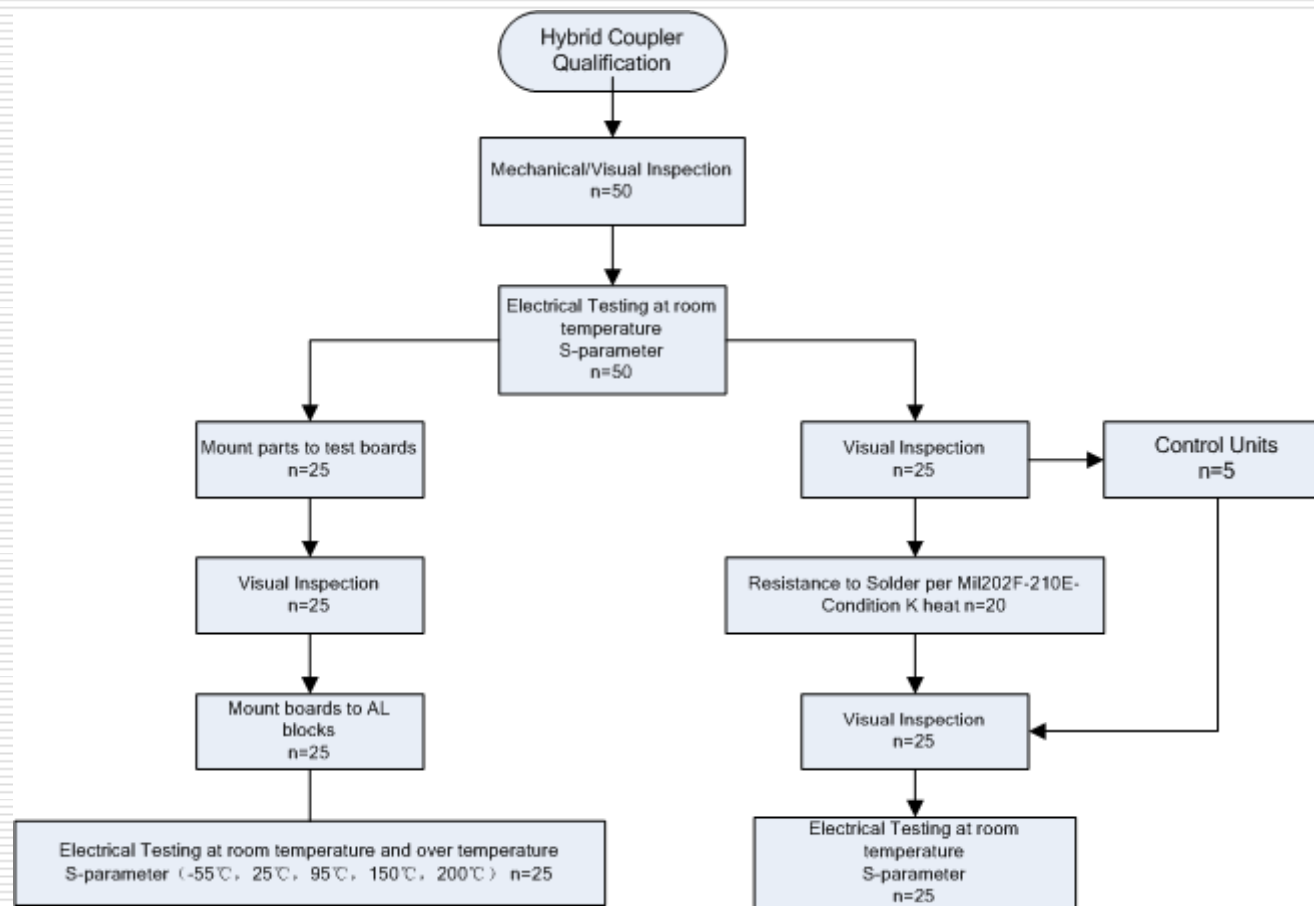 Hybrid Coupler
Qualification
Mechanical/Visual Inspection
n=50
Electrical Testing at room
temperature
S-parameter
n=50
Mount parts to test boards
n=25
Visual Inspection
n=25
Control Units
n=5
Visual Inspection
n=25
Resistance to Solder per Mil202F-210E-
Condition K heat n=20
Mount boards to AL
blocks
n=25
Visual Inspection
n=25
Electrical Testing at room temperature and over temperature
S-parameter（-55℃，25℃，95℃，150℃，200℃）n=25
Electrical Testing at room
temperature
S-parameter
n=25